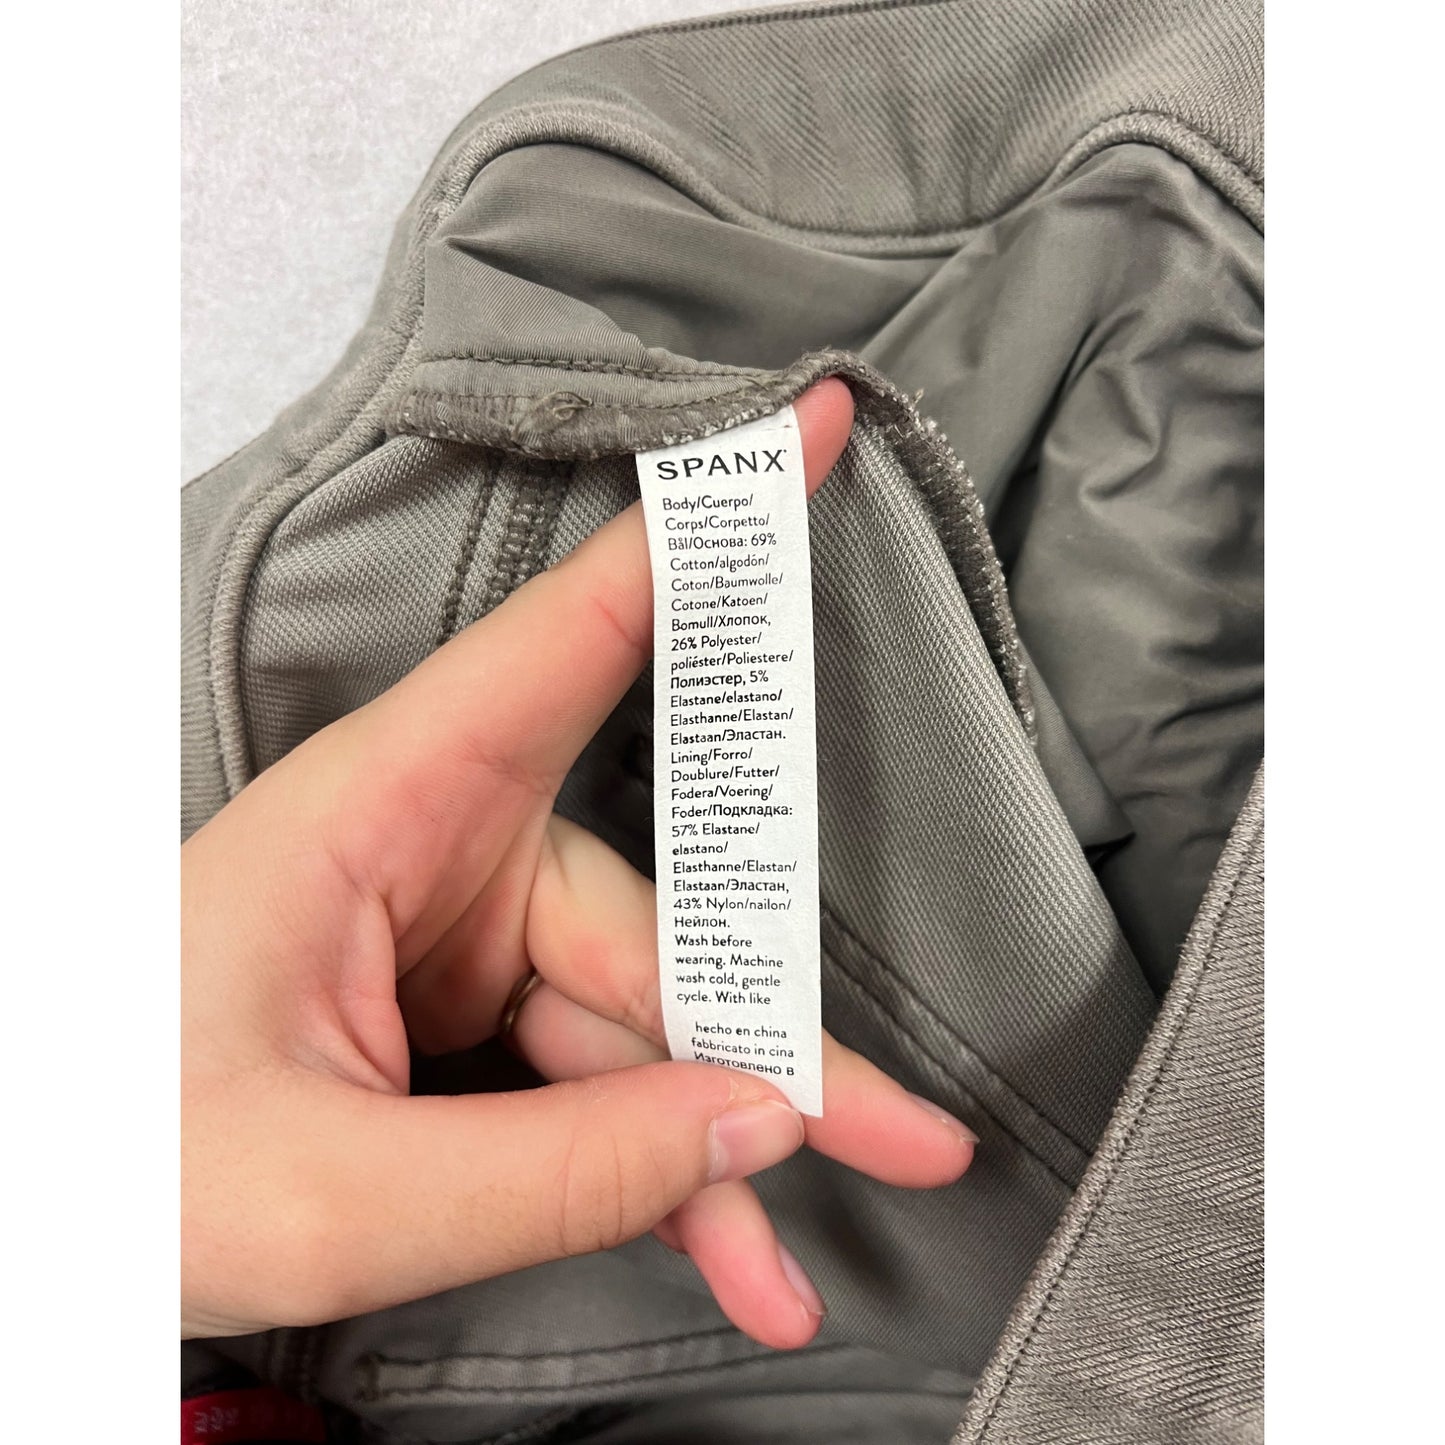 SPANX
Body/Cuerpo/
Corps/Corpetto/
Bål/Основа: 69%
Cotton/algodón/
Coton/Baumwolle/
Cotone/Katoen/
Bomull/Хлопок,
26% Polyester/
poliéster/Poliestere/
Полиэстер, 5%
Elastane/elastano/
Elasthanne/Elastan/
Elastaan/Эластан.
Lining/Forro/
Doublure/Futter/
Fodera/Voering/
Foder/Подкладка:
57% Elastane/
elastano/
Elasthanne/Elastan/
Elastaan/Эластан,
43% Nylon/nailon/
Нейлон.
Wash before
wearing. Machine
wash cold, gentle
cycle. With like
hecho en china
fabbricato in cina
Изготовлено в